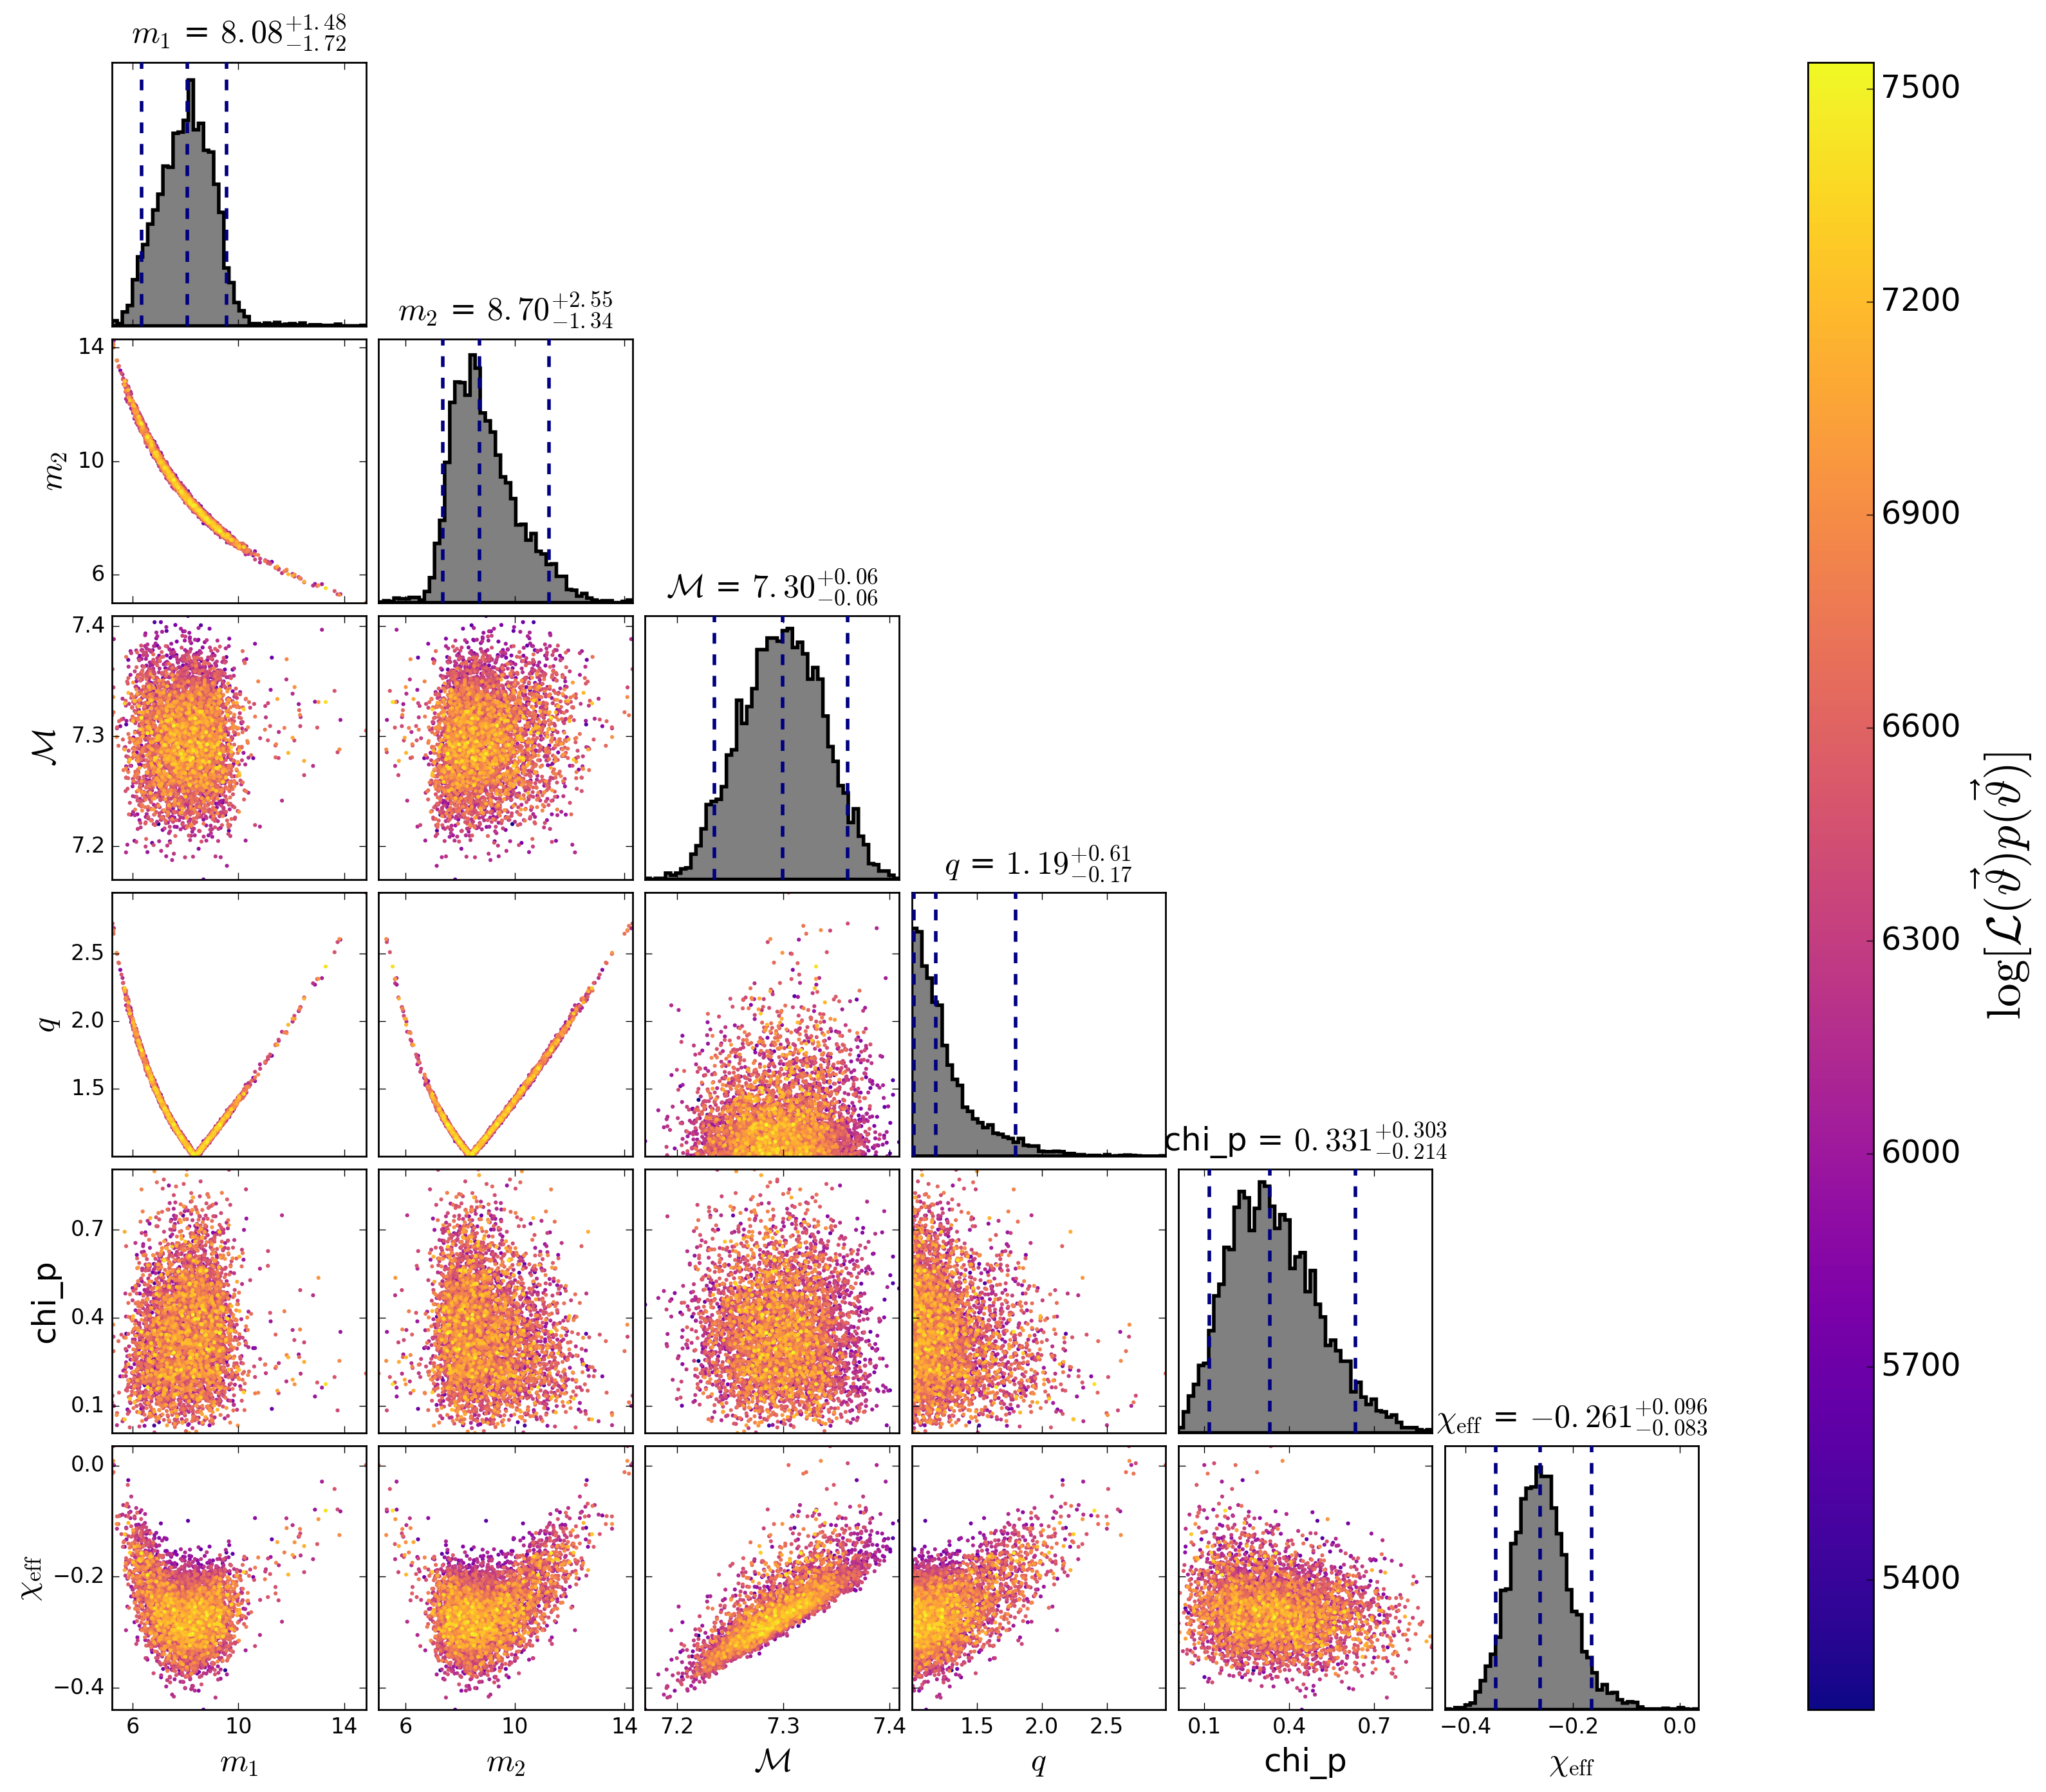 m₁ = 8.08+1.48−1.72
m₂ = 8.70+2.55−1.34
ℳ = 7.30+0.06−0.06
q = 1.19+0.61−0.17
chi_p = 0.331+0.303−0.214
χeff = −0.261+0.096−0.083
14
10
6
m₂
7.4
7.3
7.2
ℳ
2.5
2.0
1.5
q
0.7
0.4
0.1
chi_p
0.0
−0.2
−0.4
χeff
6 10 14
6 10 14
7.2 7.3 7.4
1.5 2.0 2.5
0.1 0.4 0.7
−0.4 −0.2 0.0
m₁
m₂
ℳ
q
chi_p
χeff
7500
7200
6900
6600
6300
6000
5700
5400
log[ℒ(ϑ⃗)p(ϑ⃗)]